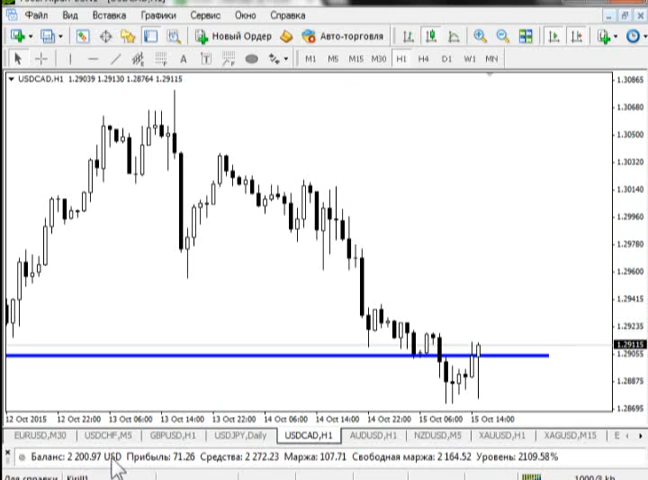 Файл Вид Вставка Графики Сервис Окно Справка
Новый Ордер Авто-торговля
A T M1 M5 M15 M30 H1 H4 D1 W1 MN
USDCAD,H1 1.29039 1.29130 1.28764 1.29115
1.30865
1.30680
1.30500
1.30320
1.30140
1.29960
1.29780
1.29600
1.29415
1.29235
1.29115
1.29055
1.28875
1.28695
12 Oct 2015 12 Oct 22:00 13 Oct 06:00 13 Oct 14:00 13 Oct 22:00 14 Oct 06:00 14 Oct 14:00 14 Oct 22:00 15 Oct 06:00 15 Oct 14:00
EURUSD,M30 USDCHF,M5 GBPUSD,H1 USDJPY,Daily USDCAD,H1 AUDUSD,H1 NZDUSD,M5 XAUUSD,H1 XAGUSD,M15 E
Баланс: 2 200.97 USD Прибыль: 71.26 Средства: 2 272.23 Маржа: 107.71 Свободная маржа: 2 164.52 Уровень: 2109.58%